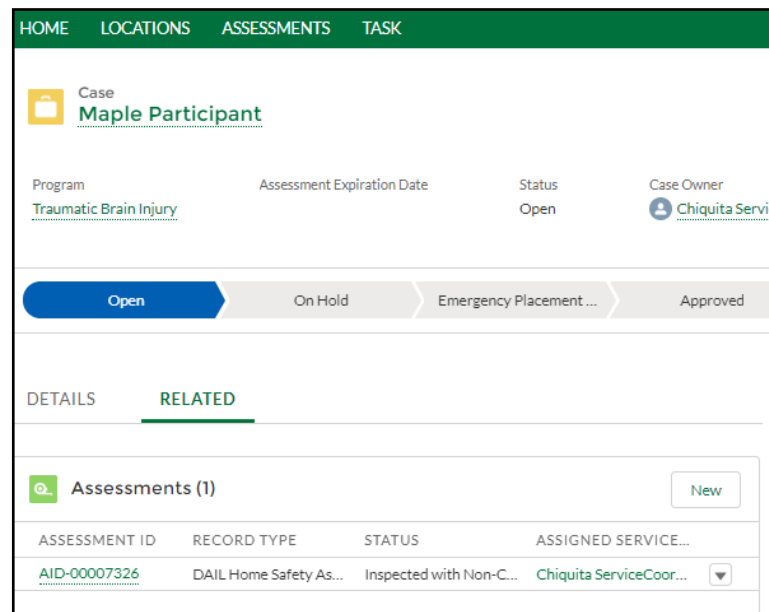 HOME LOCATIONS ASSESSMENTS TASK
Case
Maple Participant
Program Assessment Expiration Date Status Case Owner
Traumatic Brain Injury Open Chiquita Servi
Open On Hold Emergency Placement ... Approved
DETAILS RELATED
Assessments (1) New
ASSESSMENT ID RECORD TYPE STATUS ASSIGNED SERVICE...
AID-00007326 DAIL Home Safety As... Inspected with Non-C... Chiquita ServiceCoor...